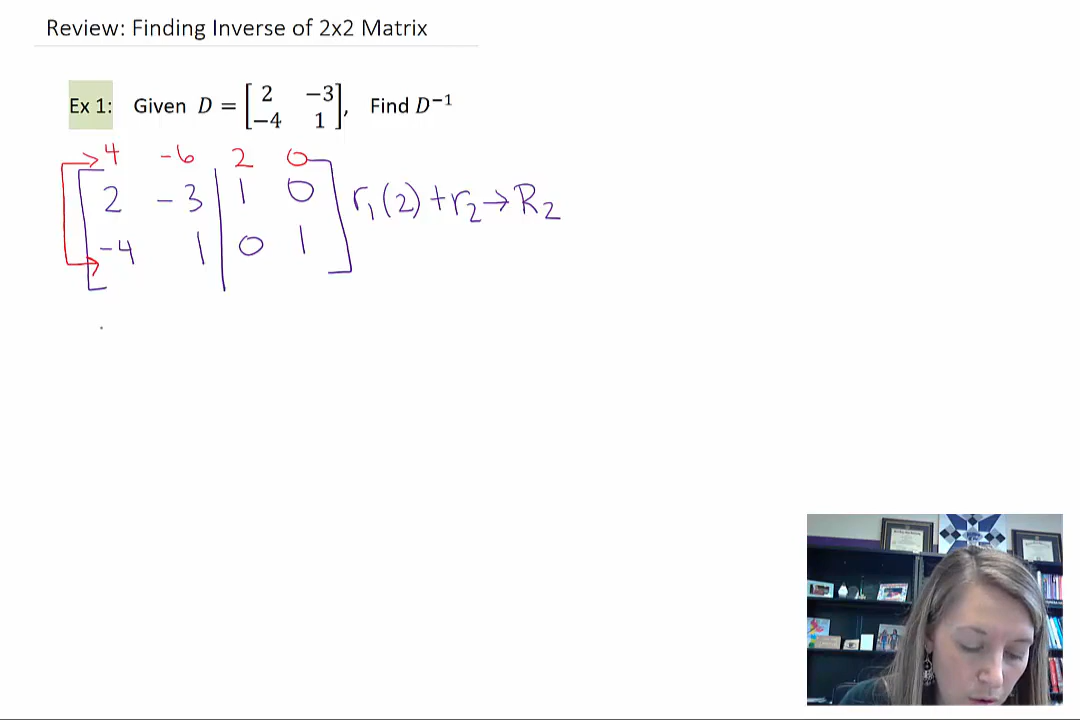 Review: Finding Inverse of 2x2 Matrix
Ex 1: Given D = [2 −3; −4 1], Find D⁻¹
4 -6 2 0
2 -3 | 1 0 r₁(2)+r₂→R₂
-4 1 | 0 1